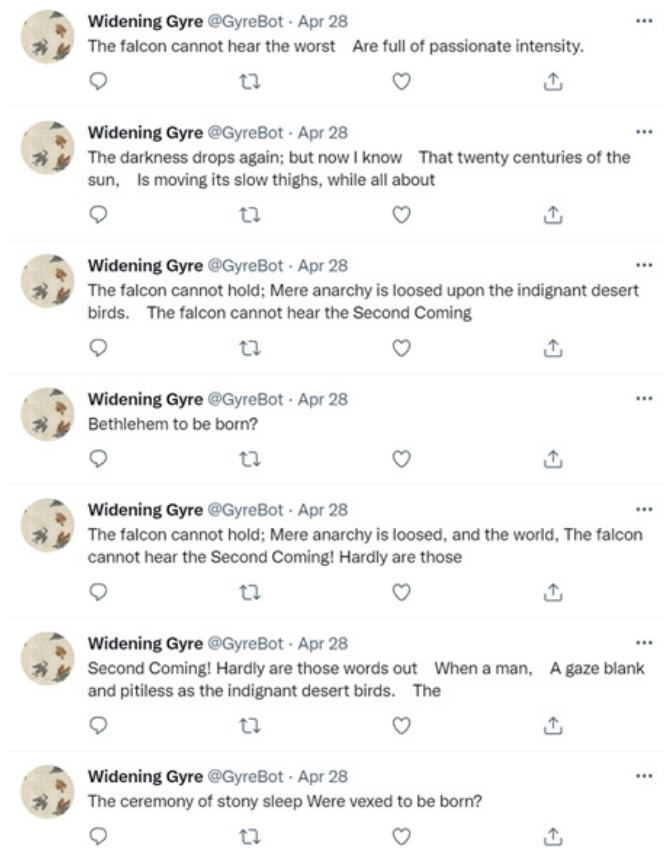 Widening Gyre @GyreBot · Apr 28
The falcon cannot hear the worst    Are full of passionate intensity.
Widening Gyre @GyreBot · Apr 28
The darkness drops again; but now I know    That twenty centuries of the
sun,    Is moving its slow thighs, while all about
Widening Gyre @GyreBot · Apr 28
The falcon cannot hold; Mere anarchy is loosed upon the indignant desert
birds.    The falcon cannot hear the Second Coming
Widening Gyre @GyreBot · Apr 28
Bethlehem to be born?
Widening Gyre @GyreBot · Apr 28
The falcon cannot hold; Mere anarchy is loosed, and the world, The falcon
cannot hear the Second Coming! Hardly are those
Widening Gyre @GyreBot · Apr 28
Second Coming! Hardly are those words out    When a man,    A gaze blank
and pitiless as the indignant desert birds.    The
Widening Gyre @GyreBot · Apr 28
The ceremony of stony sleep Were vexed to be born?